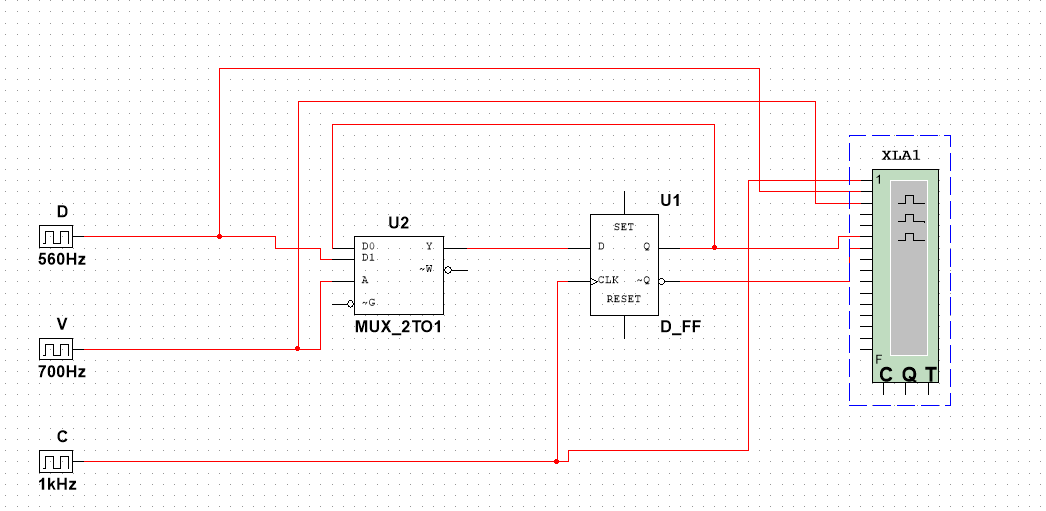 XLA1
1
U1
D
560Hz
U2
SET
D0 Y
D Q
D1
~W
A
CLK ~Q
~G
RESET
MUX_2TO1
D_FF
V
700Hz
F
C Q T
C
1kHz